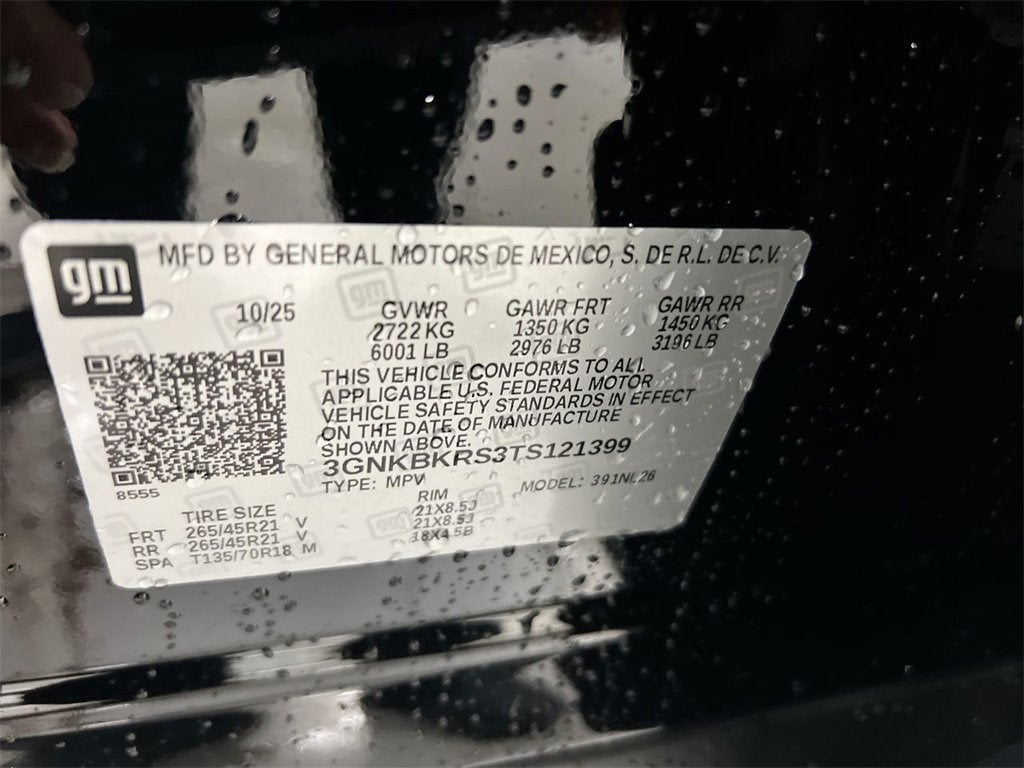 gm
MFD BY GENERAL MOTORS DE MEXICO, S. DE R.L. DE C.V.
10/25 GVWR GAWR FRT GAWR RR
2722 KG 1350 KG 1450 KG
6001 LB 2976 LB 3196 LB
THIS VEHICLE CONFORMS TO ALL
APPLICABLE U.S. FEDERAL MOTOR
VEHICLE SAFETY STANDARDS IN EFFECT
ON THE DATE OF MANUFACTURE
SHOWN ABOVE.
3GNKBKRS3TS121399
TYPE: MPV MODEL: 391NL26
8555
TIRE SIZE RIM
FRT 265/45R21 V 21X8.5J
RR 265/45R21 V 21X8.5J
SPA T135/70R18 M 18X4.5B